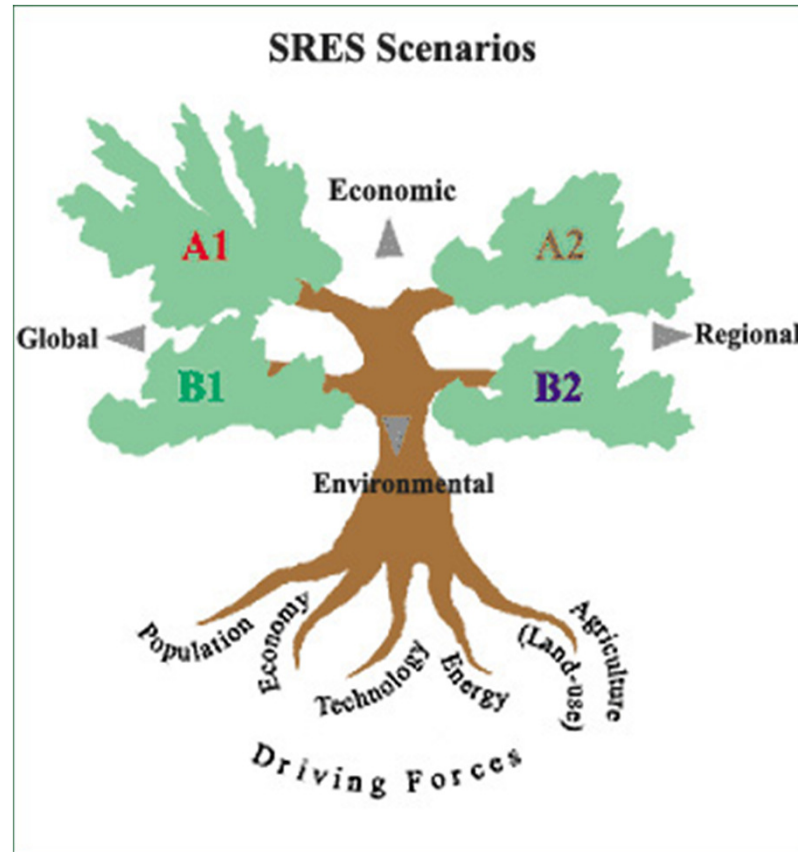 SRES Scenarios
Economic
A1
A2
Global
Regional
B1
B2
Environmental
Population
Economy
Technology
Energy
Agriculture
(Land-use)
Driving Forces